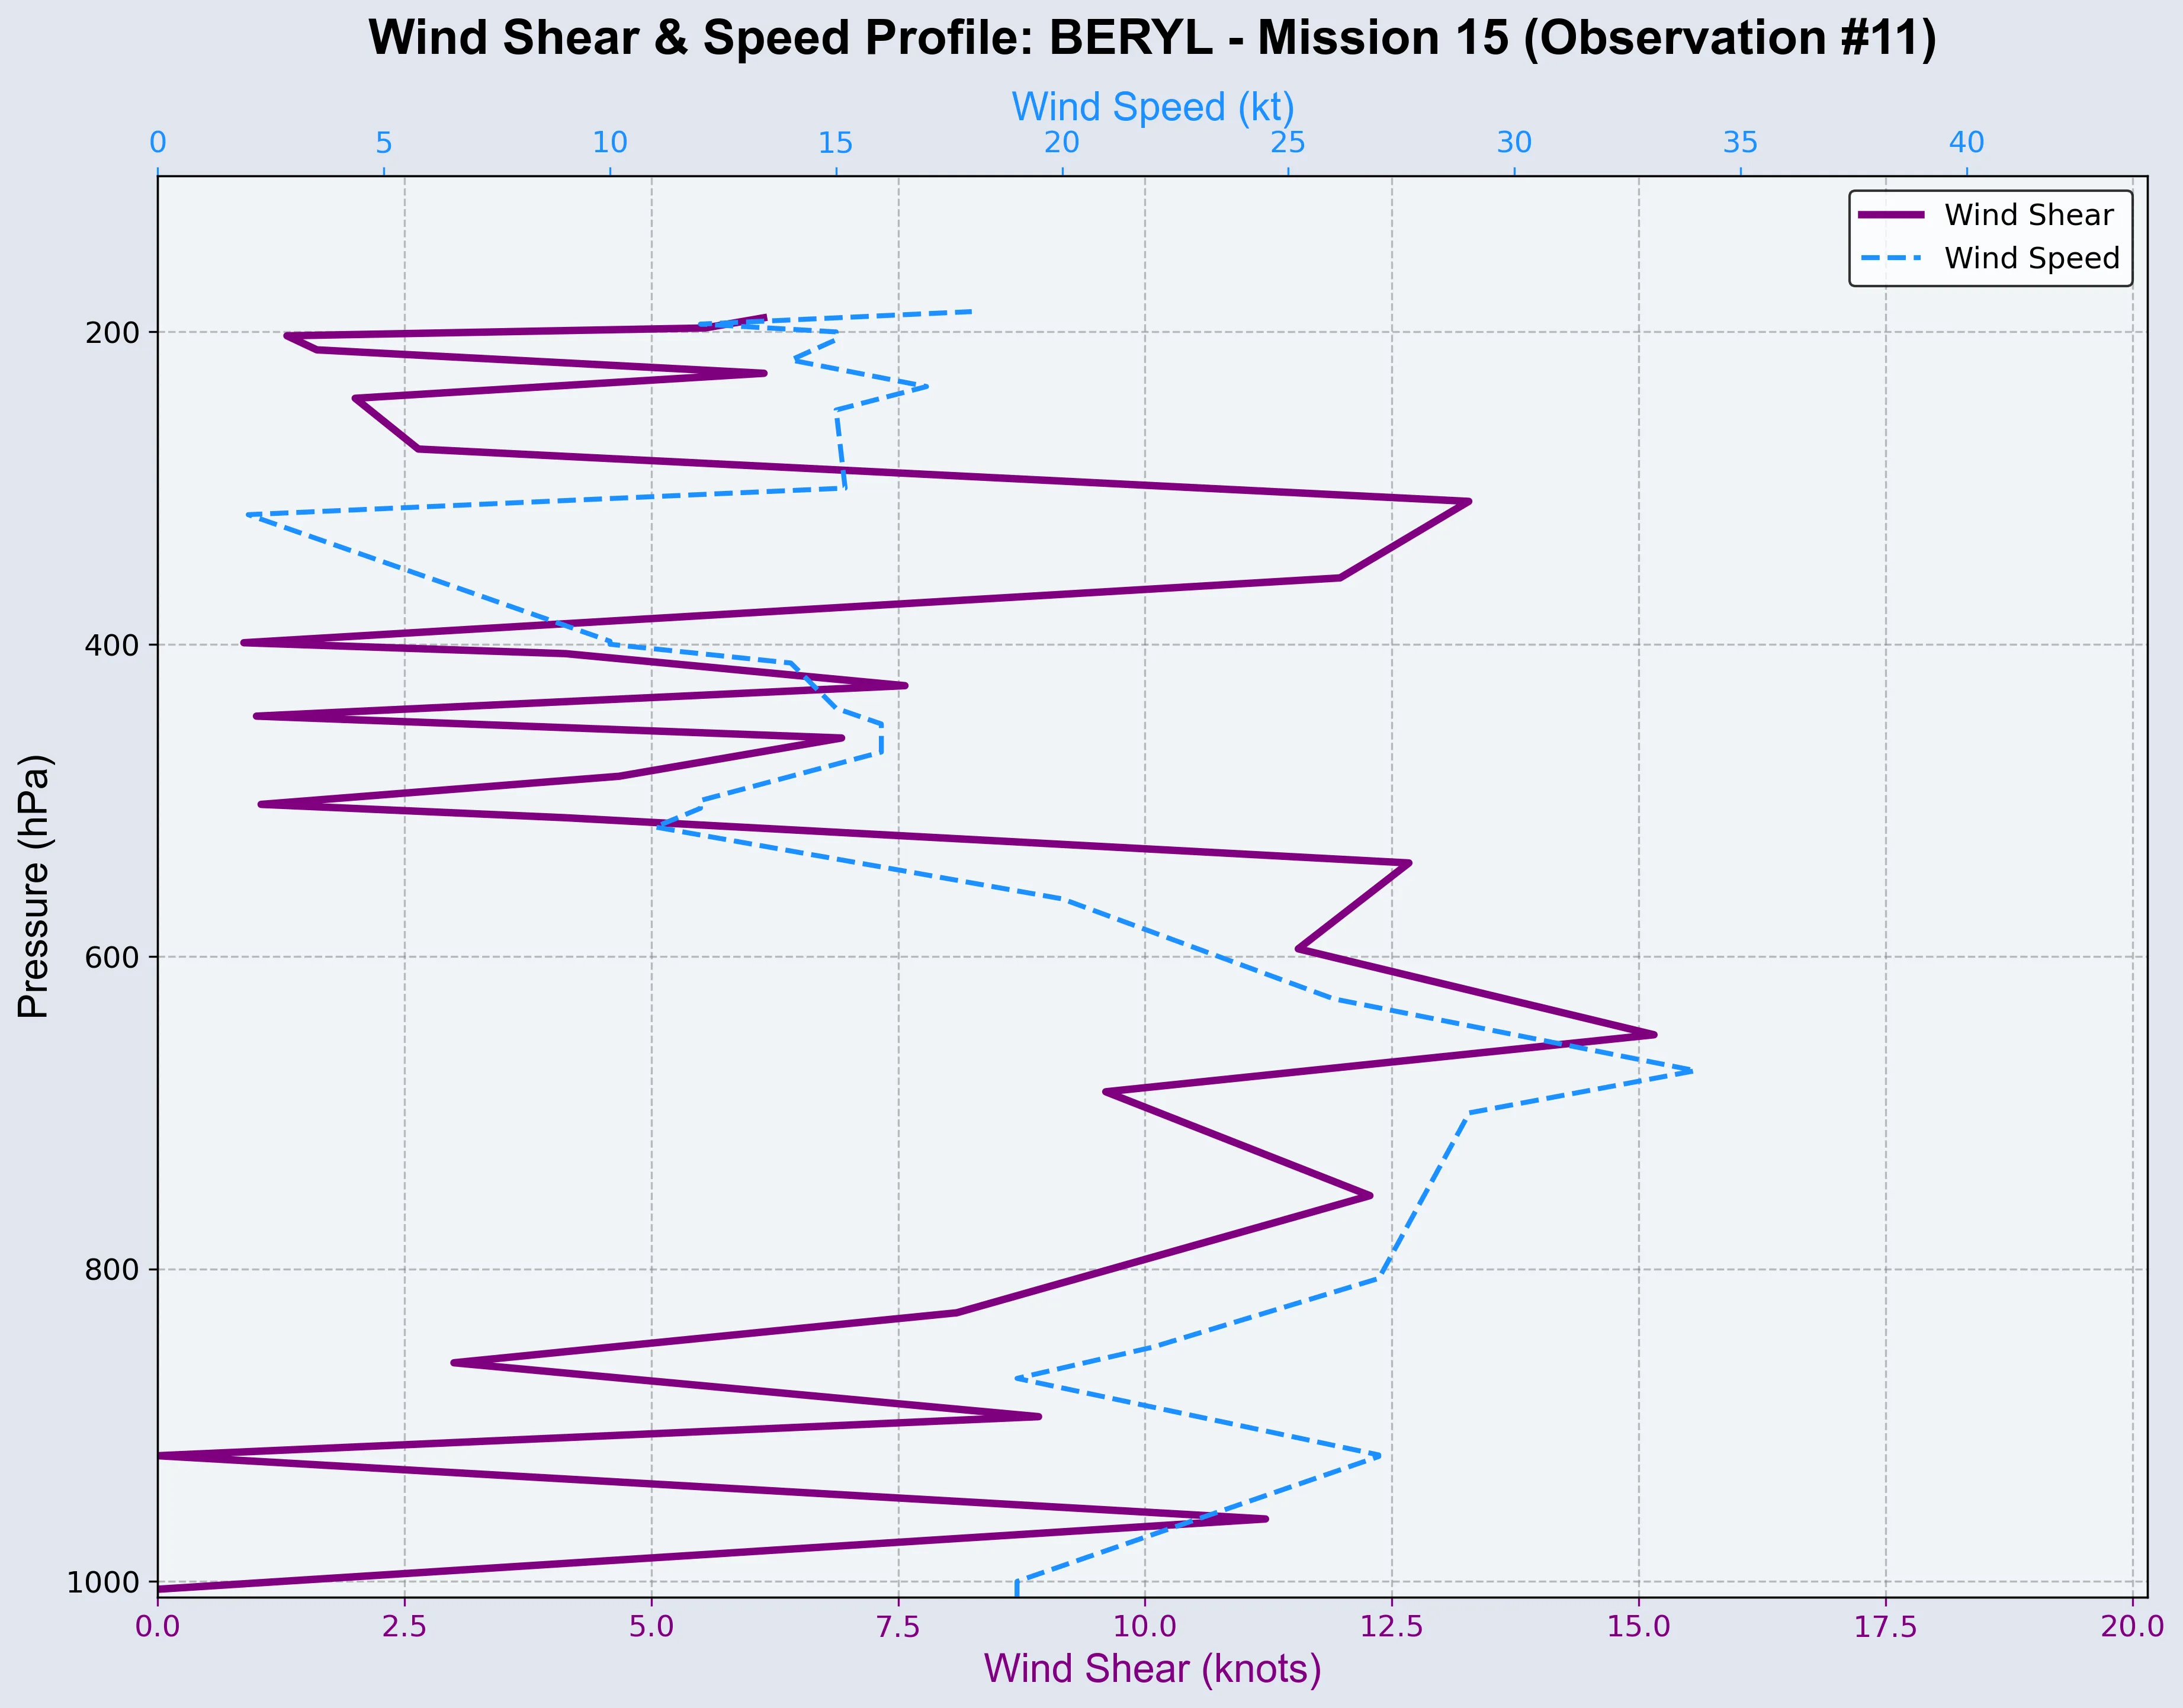 Wind Shear & Speed Profile: BERYL - Mission 15 (Observation #11)
Wind Speed (kt)
0 5 10 15 20 25 30 35 40
Wind Shear
Wind Speed
Pressure (hPa)
200
400
600
800
1000
0.0 2.5 5.0 7.5 10.0 12.5 15.0 17.5 20.0
Wind Shear (knots)